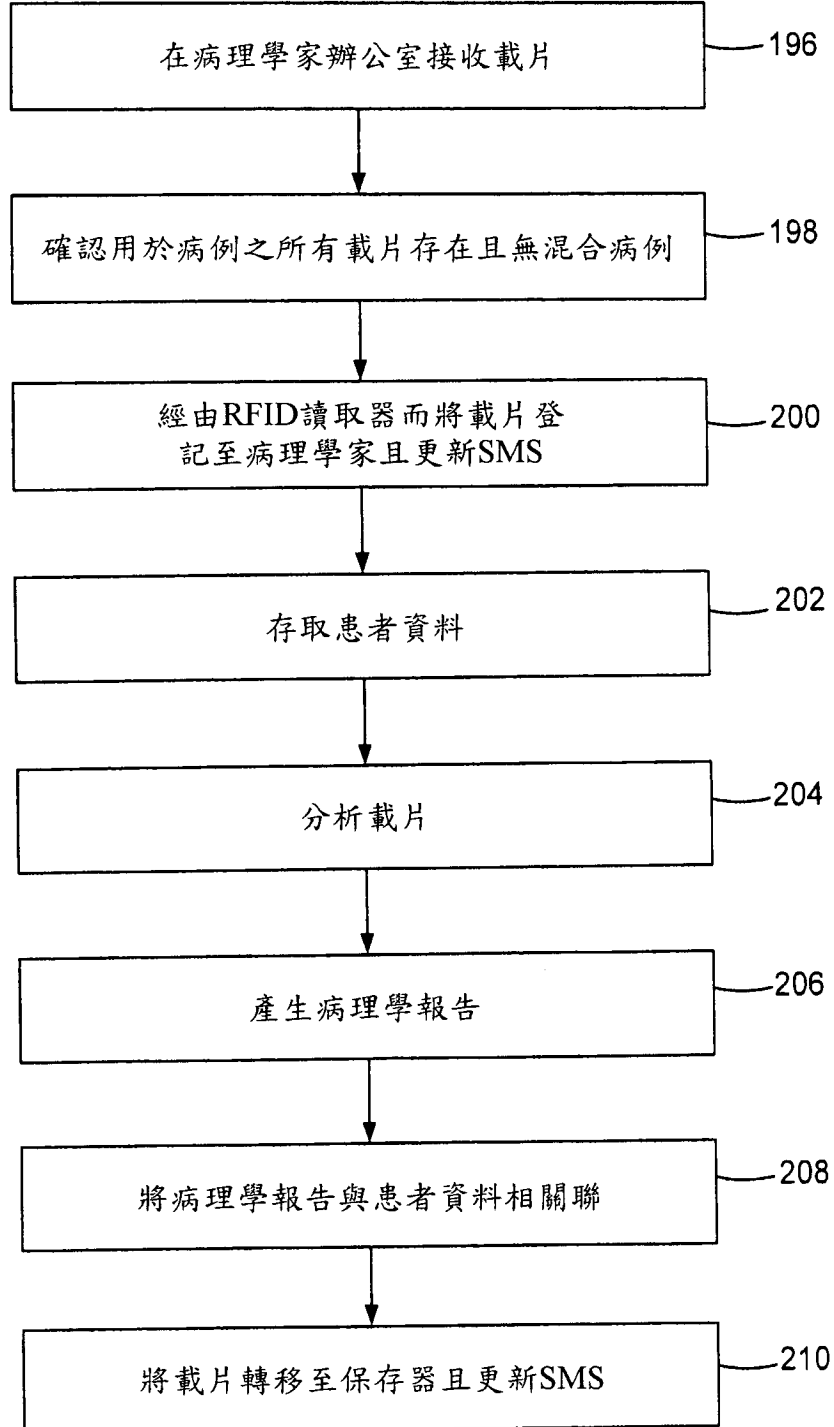 在病理學家辦公室接收載片
196
確認用於病例之所有載片存在且無混合病例
198
經由RFID讀取器而將載片登
記至病理學家且更新SMS
200
存取患者資料
202
分析載片
204
產生病理學報告
206
將病理學報告與患者資料相關聯
208
將載片轉移至保存器且更新SMS
210